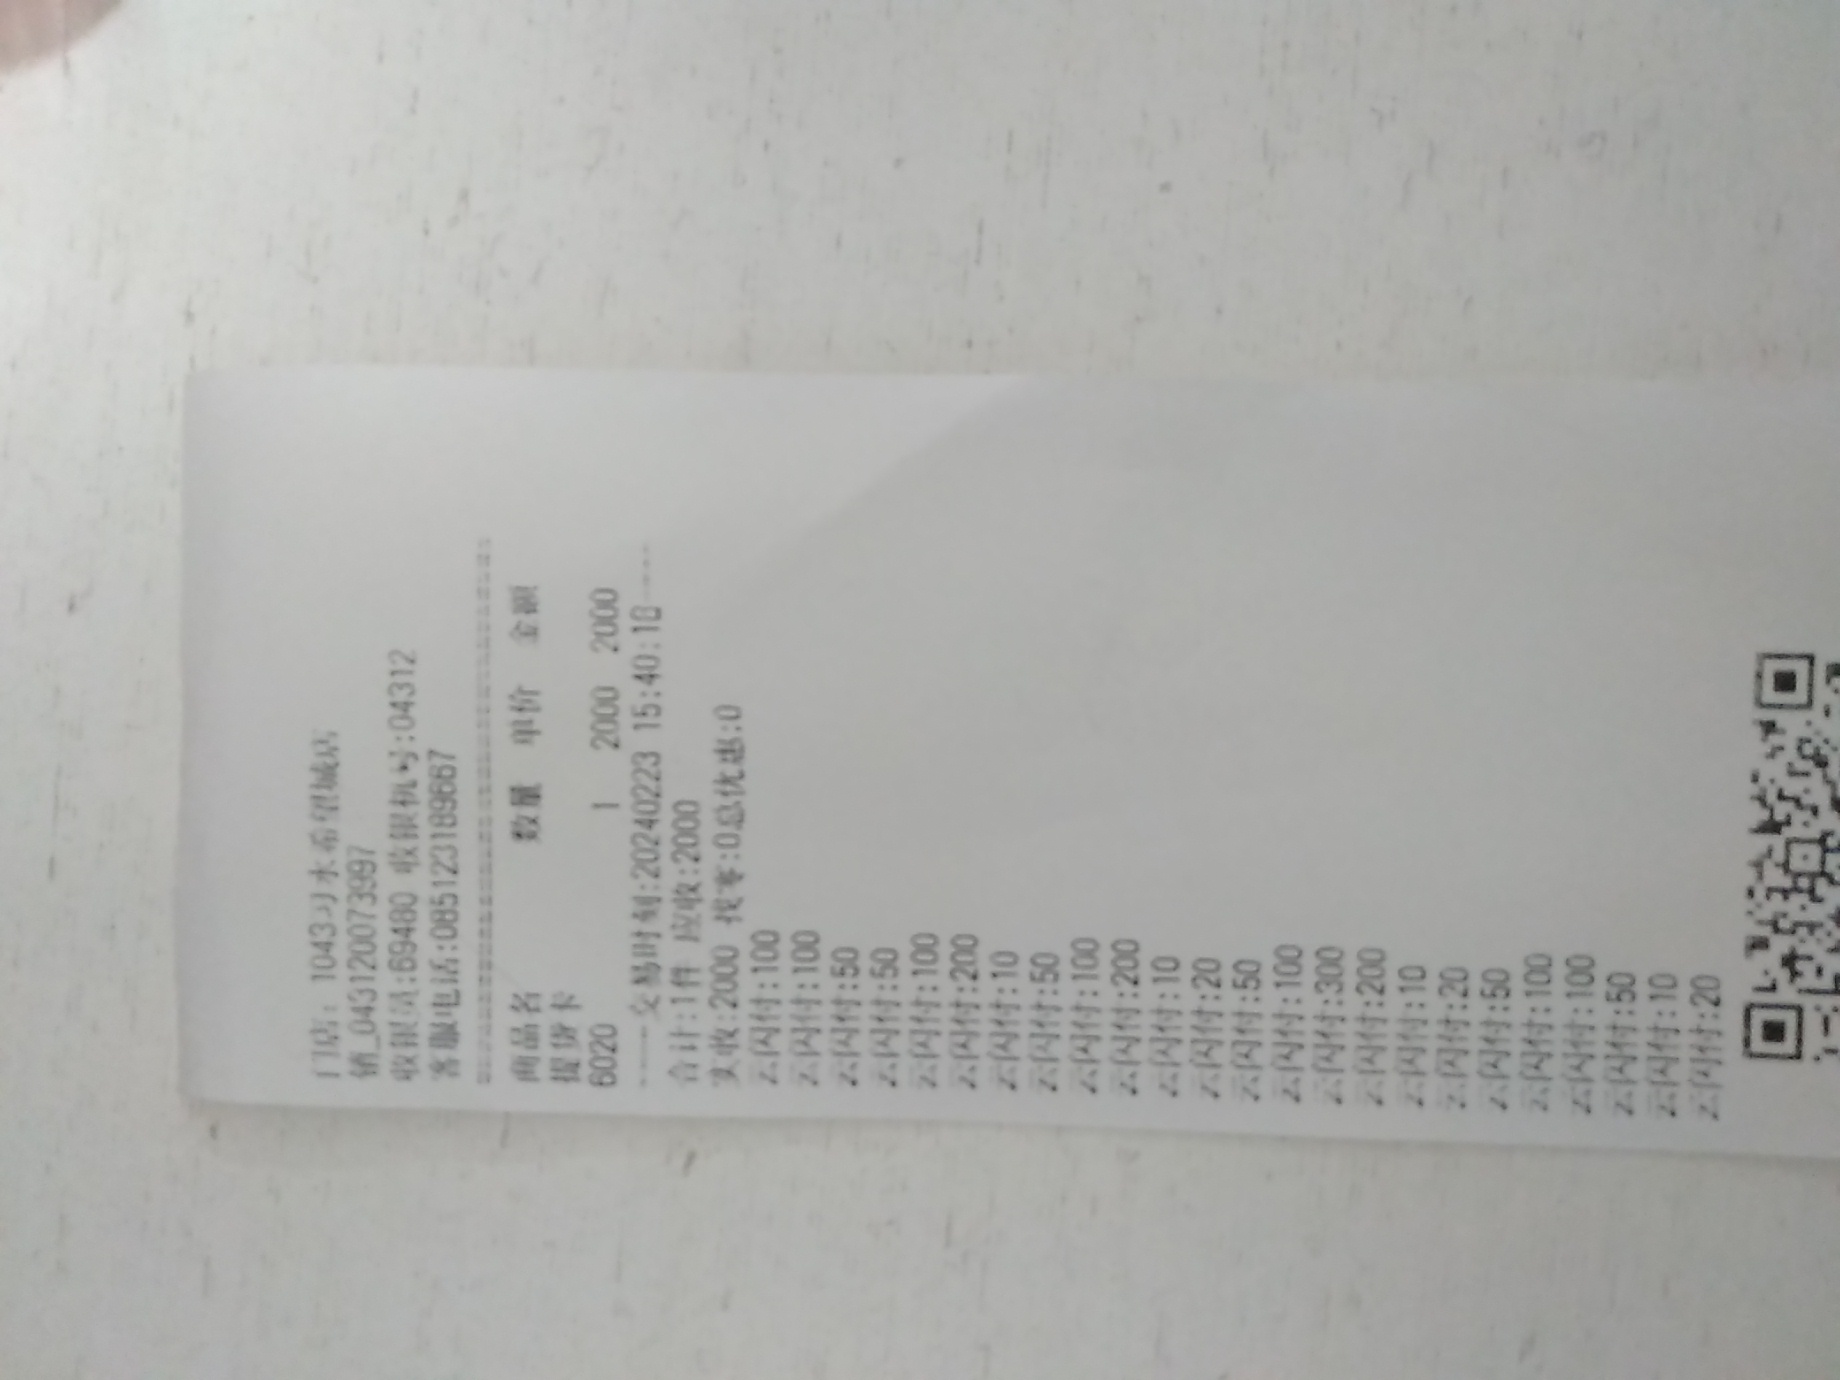 门店: 1043习水希望城店
销_043120073997
收银员:69480 收银机号:04312
客服电话:085123189667
商品名 数量 单价 金额
提货卡
6020 1 2000 2000
----交易时刻:20240223 15:40:18----
合计:1件 应收:2000
实收:2000 找零:0总优惠:0
云闪付:100
云闪付:100
云闪付:50
云闪付:50
云闪付:100
云闪付:200
云闪付:10
云闪付:50
云闪付:100
云闪付:200
云闪付:10
云闪付:20
云闪付:50
云闪付:100
云闪付:300
云闪付:200
云闪付:10
云闪付:20
云闪付:50
云闪付:100
云闪付:100
云闪付:50
云闪付:10
云闪付:20